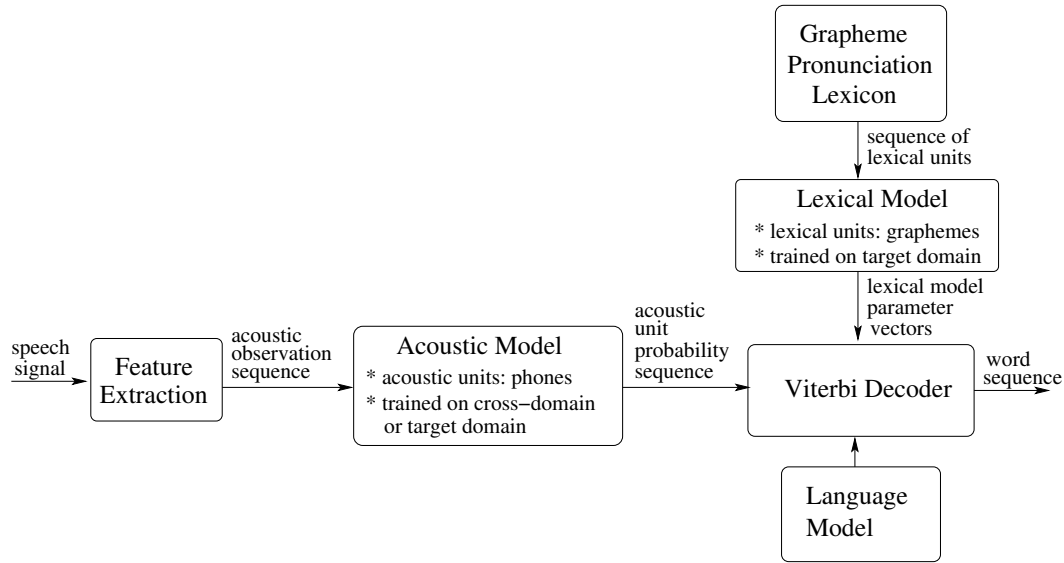 Grapheme
Pronunciation
Lexicon
sequence of
lexical units
Lexical Model
* lexical units: graphemes
* trained on target domain
lexical model
parameter
vectors
speech
signal
Feature
Extraction
acoustic
observation
sequence
Acoustic Model
* acoustic units: phones
* trained on cross−domain
or target domain
acoustic
unit
probability
sequence
Viterbi Decoder
word
sequence
Language
Model